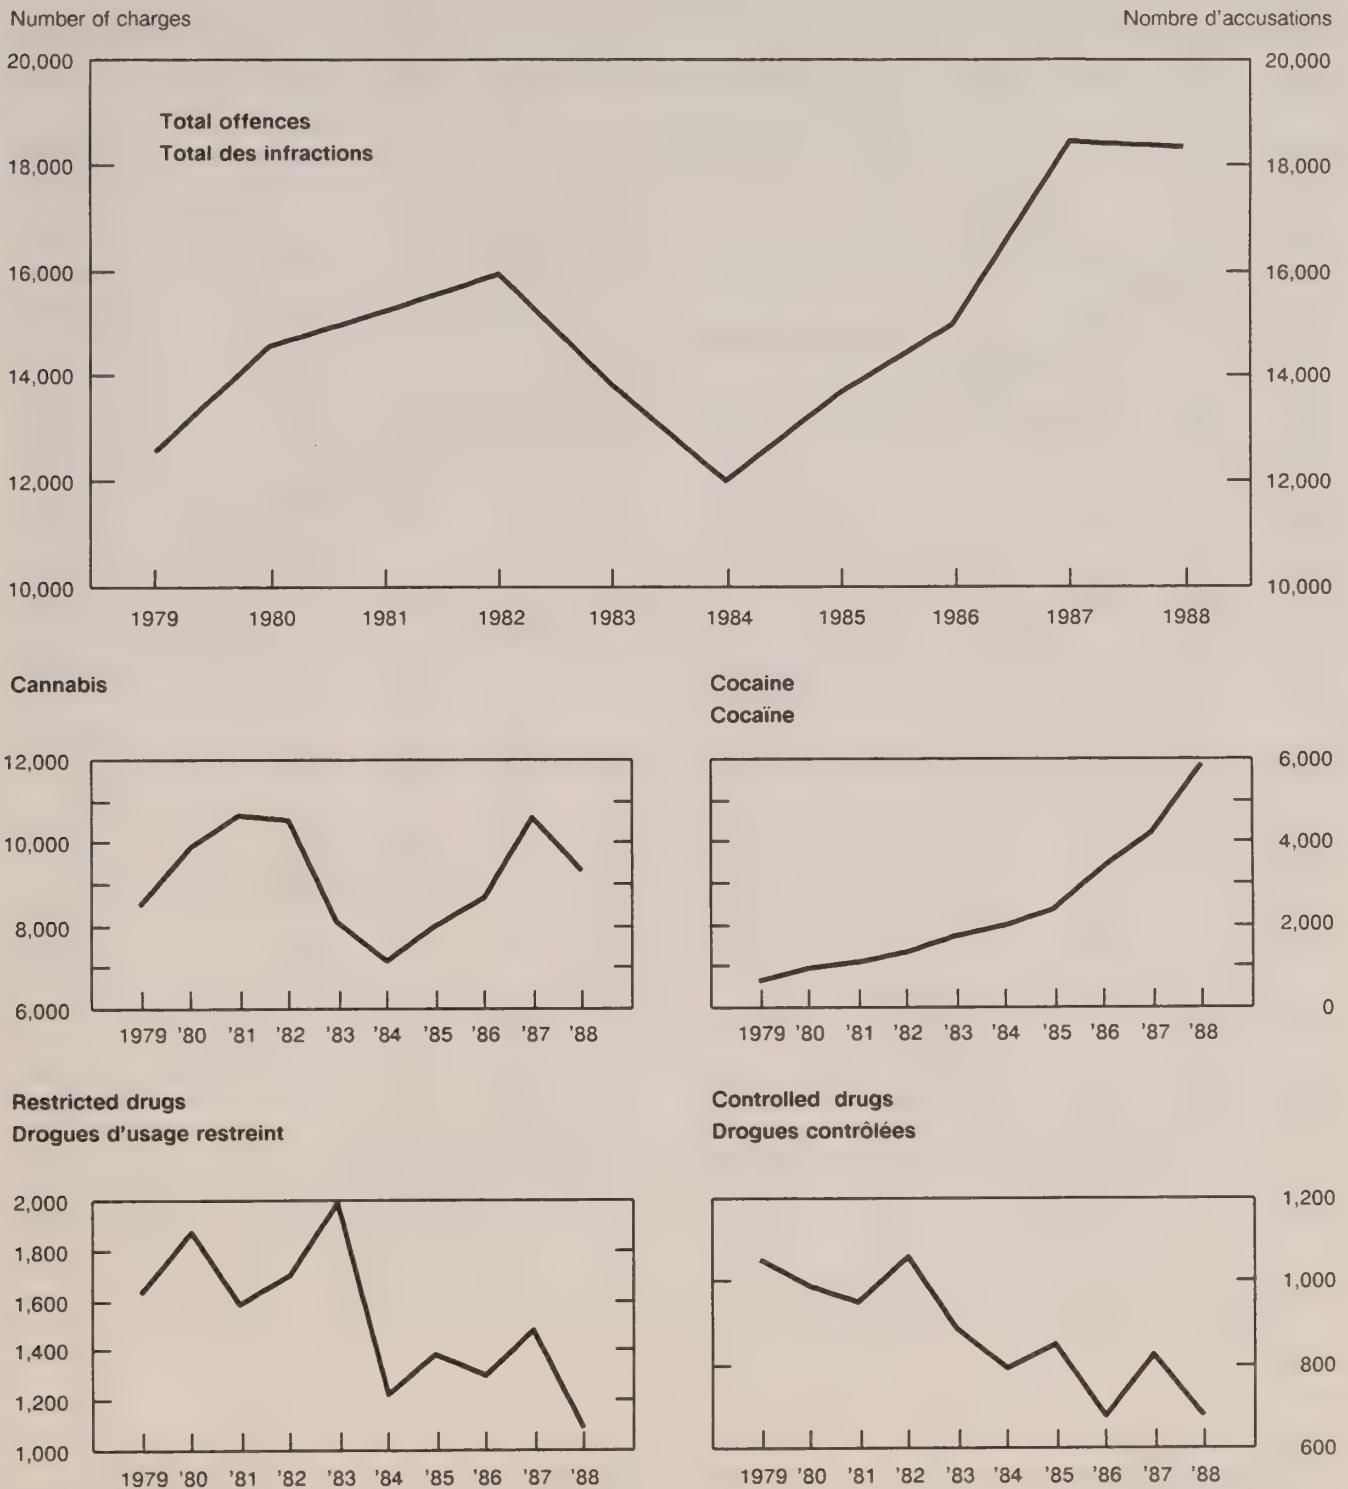 Number of charges Nombre d'accusations
20,000 20,000
Total offences
Total des infractions
18,000 18,000
16,000 16,000
14,000 14,000
12,000 12,000
10,000 10,000
1979 1980 1981 1982 1983 1984 1985 1986 1987 1988
Cannabis
12,000
10,000
8,000
6,000
1979 '80 '81 '82 '83 '84 '85 '86 '87 '88
Cocaine
Cocaïne
6,000
4,000
2,000
0
1979 '80 '81 '82 '83 '84 '85 '86 '87 '88
Restricted drugs
Drogues d'usage restreint
2,000
1,800
1,600
1,400
1,200
1,000
1979 '80 '81 '82 '83 '84 '85 '86 '87 '88
Controlled drugs
Drogues contrôlées
1,200
1,000
800
600
1979 '80 '81 '82 '83 '84 '85 '86 '87 '88